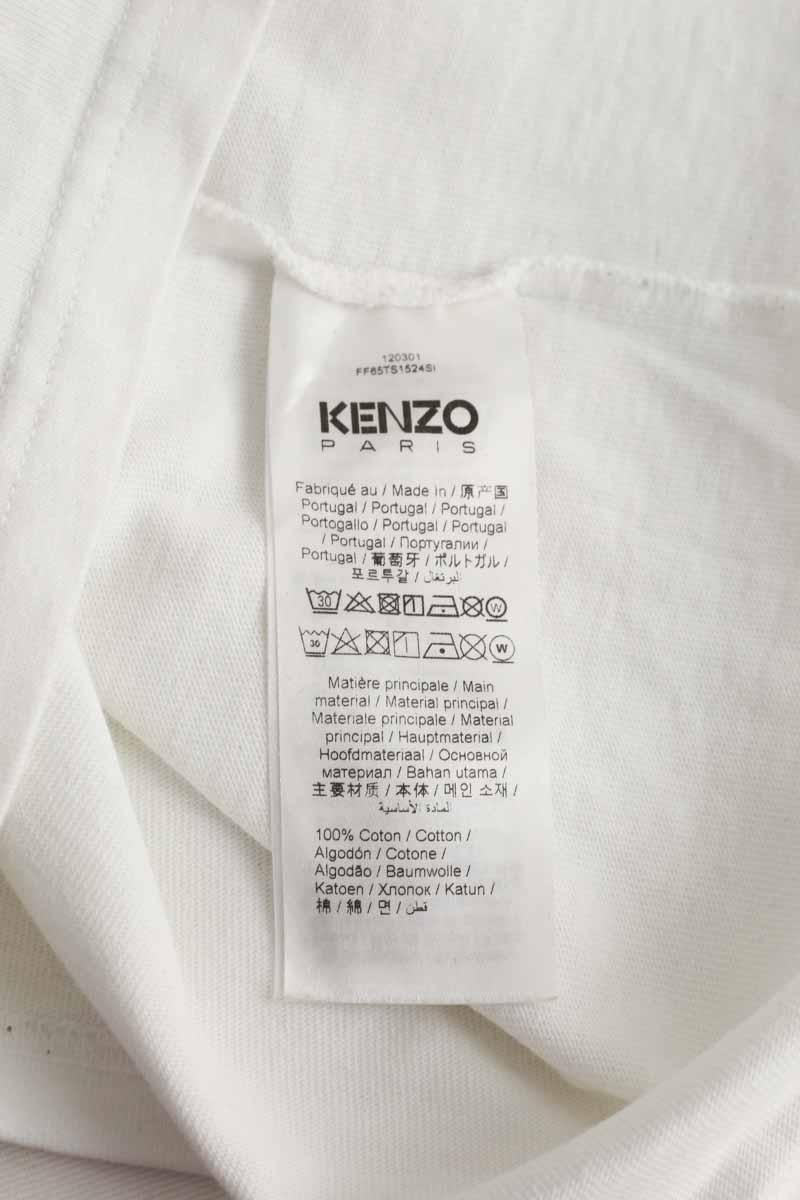 120301
FF65TS1524SI
KENZO
PARIS
Fabriqué au / Made in / 原产国
Portugal / Portugal / Portugal /
Portogallo / Portugal / Portugal
/ Portugal / Португалии /
Portugal / 葡萄牙 / ポルトガル /
포르투갈 / البرتغال
30 W
30 W
Matière principale / Main
material / Material principal /
Materiale principale / Material
principal / Hauptmaterial /
Hoofdmateriaal / Основной
материал / Bahan utama /
主要材质 / 本体 / 메인 소재 /
المادة الأساسية
100% Coton / Cotton /
Algodón / Cotone /
Algodão / Baumwolle /
Katoen / Хлопок / Katun /
棉 / 綿 / 면 / قطن